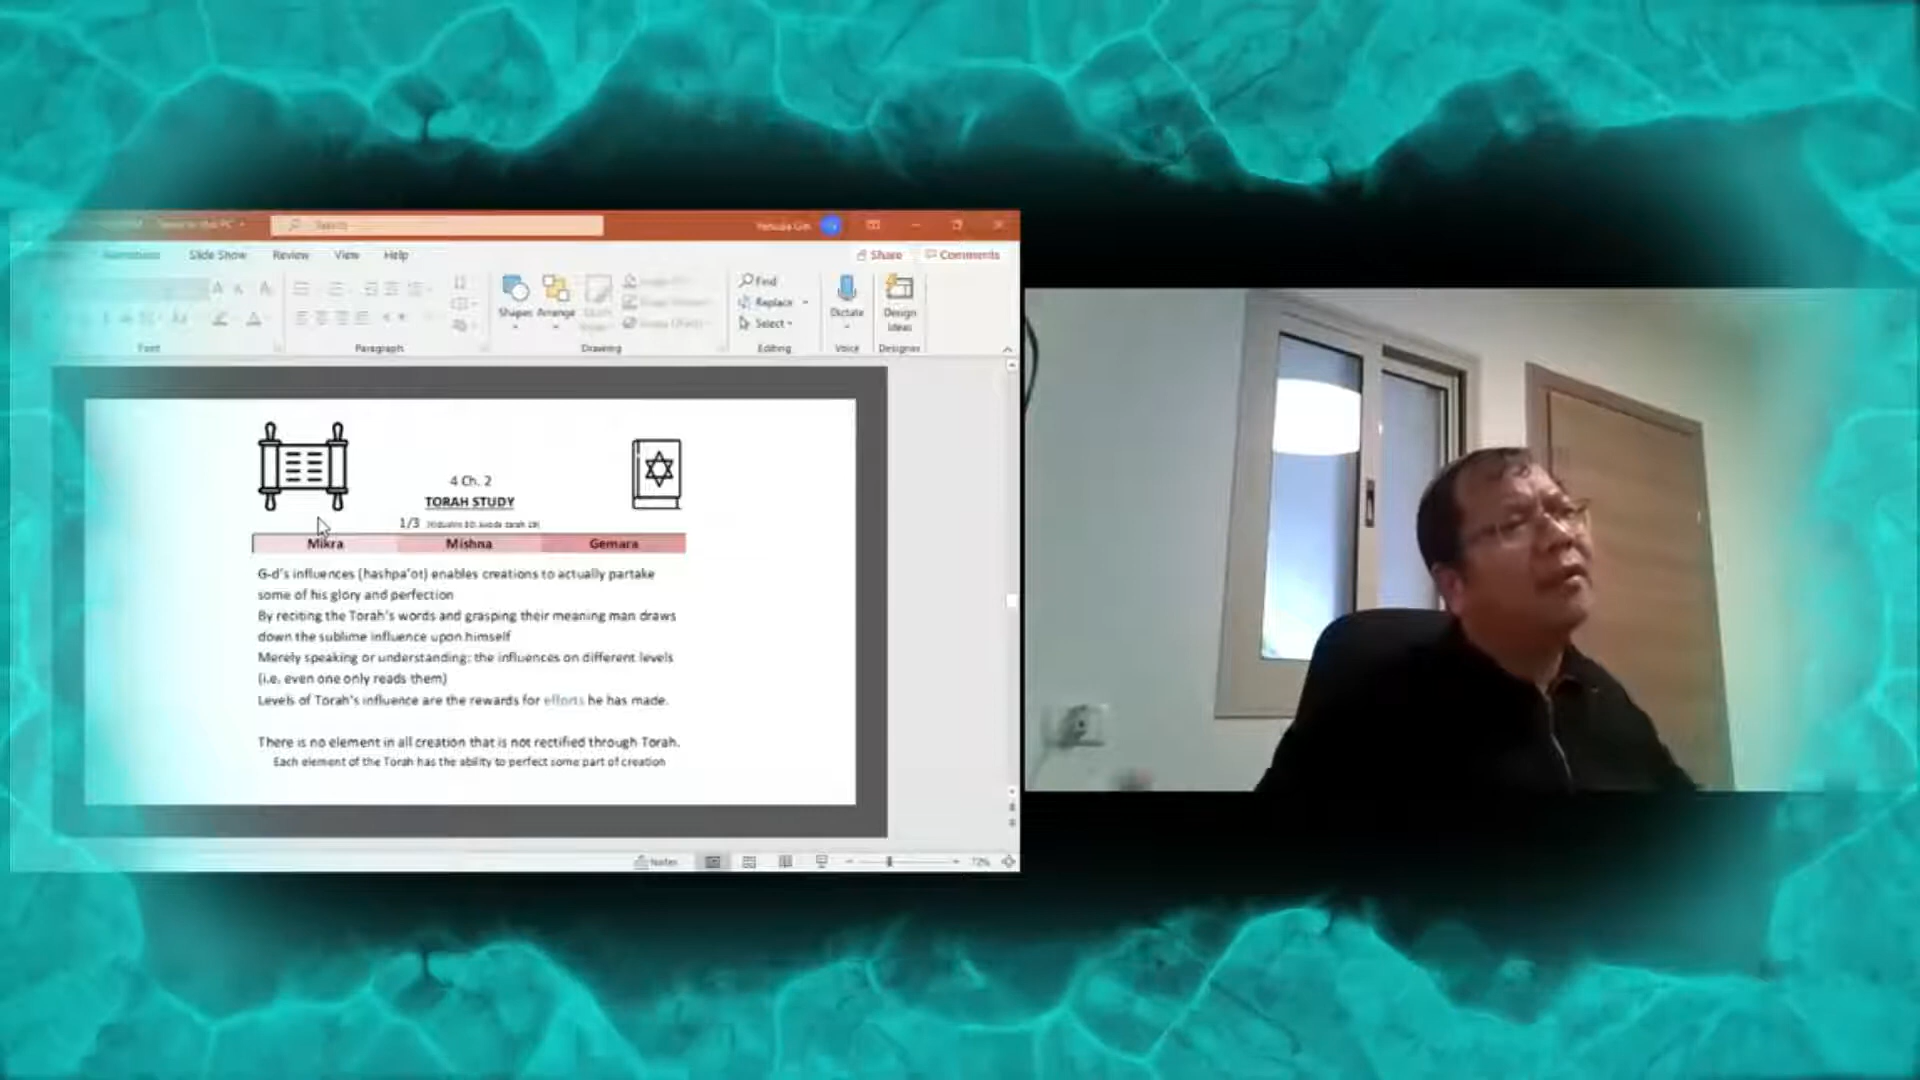 Search
Yehuda Gin
Slide Show Review View Help
Share Comments
Find
Shapes Arrange
Replace
Select
Dictate
Design
Ideas
Font Paragraph Drawing Editing Voice Designer
4 Ch. 2
TORAH STUDY
1/3
Mikra Mishna Gemara
G-d's influences (hashpa'ot) enables creations to actually partake
some of his glory and perfection
By reciting the Torah's words and grasping their meaning man draws
down the sublime influence upon himself
Merely speaking or understanding: the influences on different levels
(i.e. even one only reads them)
Levels of Torah's influence are the rewards for efforts he has made.
There is no element in all creation that is not rectified through Torah.
Each element of the Torah has the ability to perfect some part of creation
Notes
72%